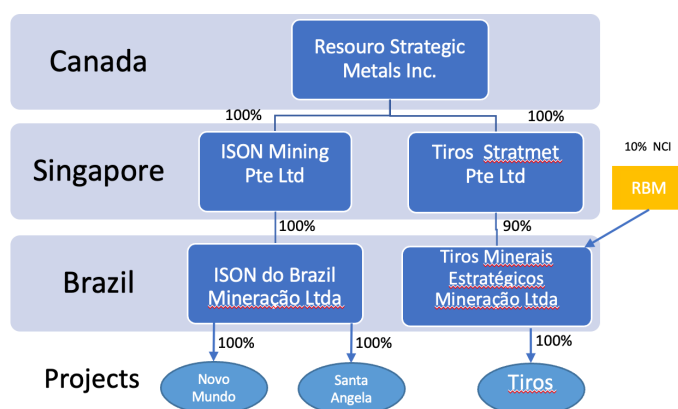 Canada
Resouro Strategic
Metals Inc.
100%
100%
Singapore
ISON Mining
Pte Ltd
Tiros Stratmet
Pte Ltd
10% NCI
RBM
100%
90%
Brazil
ISON do Brazil
Mineração Ltda
Tiros Minerais
Estratégicos
Mineração Ltda
100%
100%
100%
Projects
Novo
Mundo
Santa
Angela
Tiros